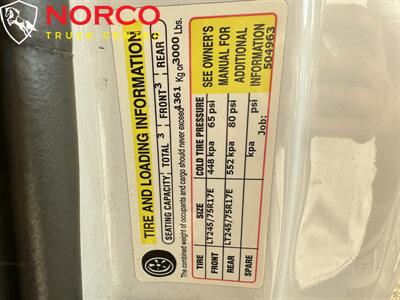 NORCO
TRUCK CENTER
TIRE AND LOADING INFORMATION
SEATING CAPACITY TOTAL 3 FRONT 3 REAR
The combined weight of occupants and cargo should never exceed 1361 Kg or 3000 Lbs.
TIRE SIZE COLD TIRE PRESSURE
FRONT LT245/75R17E 448 kpa 65 psi
REAR LT245/75R17E 552 kpa 80 psi
SPARE kpa psi
SEE OWNER'S
MANUAL FOR
ADDITIONAL
INFORMATION
Job: 504963